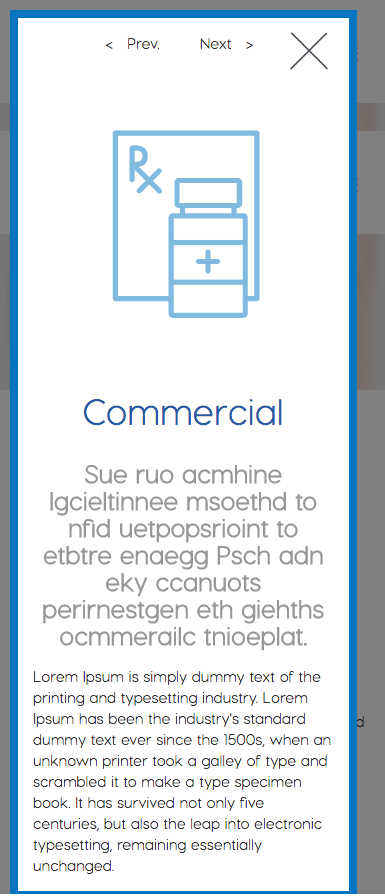 < Prev. Next >
Rx
Commercial
Sue ruo acmhine
lgcieltinnee msoethd to
nfid uetpopsrioint to
etbtre enaegg Psch adn
eky ccanuots
perirnestgen eth giehths
ocmmerailc tnioeplat.
Lorem Ipsum is simply dummy text of the
printing and typesetting industry. Lorem
Ipsum has been the industry's standard
dummy text ever since the 1500s, when an
unknown printer took a galley of type and
scrambled it to make a type specimen
book. It has survived not only five
centuries, but also the leap into electronic
typesetting, remaining essentially
unchanged.